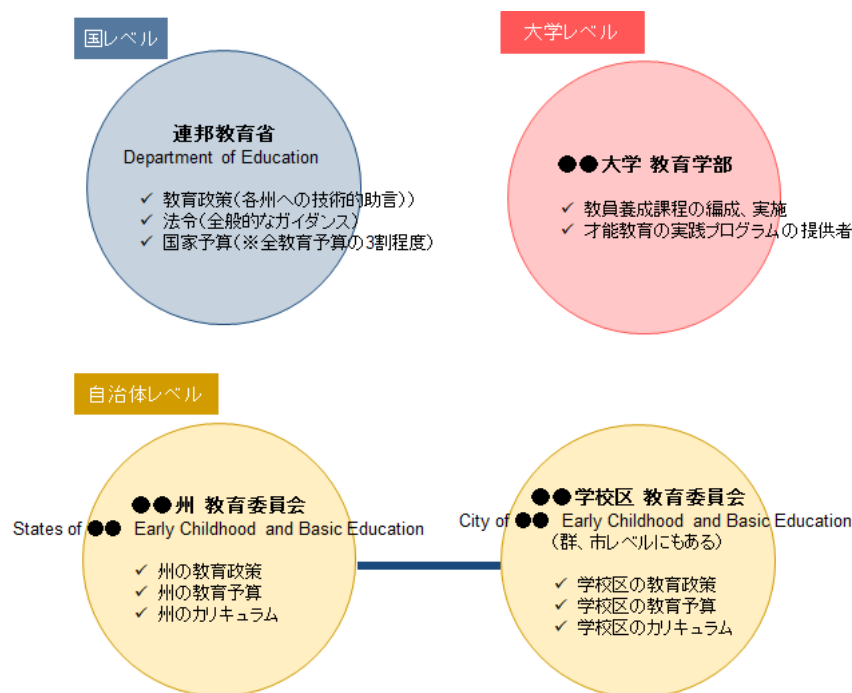 国レベル
連邦教育省
Department of Education
✓ 教育政策(各州への技術的助言))
✓ 法令(全般的なガイダンス)
✓ 国家予算(※全教育予算の3割程度)
大学レベル
●●大学 教育学部
✓ 教員養成課程の編成、実施
✓ 才能教育の実践プログラムの提供者
自治体レベル
●●州 教育委員会
States of ●● Early Childhood and Basic Education
✓ 州の教育政策
✓ 州の教育予算
✓ 州のカリキュラム
●●学校区 教育委員会
City of ●● Early Childhood and Basic Education
(群、市レベルにもある)
✓ 学校区の教育政策
✓ 学校区の教育予算
✓ 学校区のカリキュラム